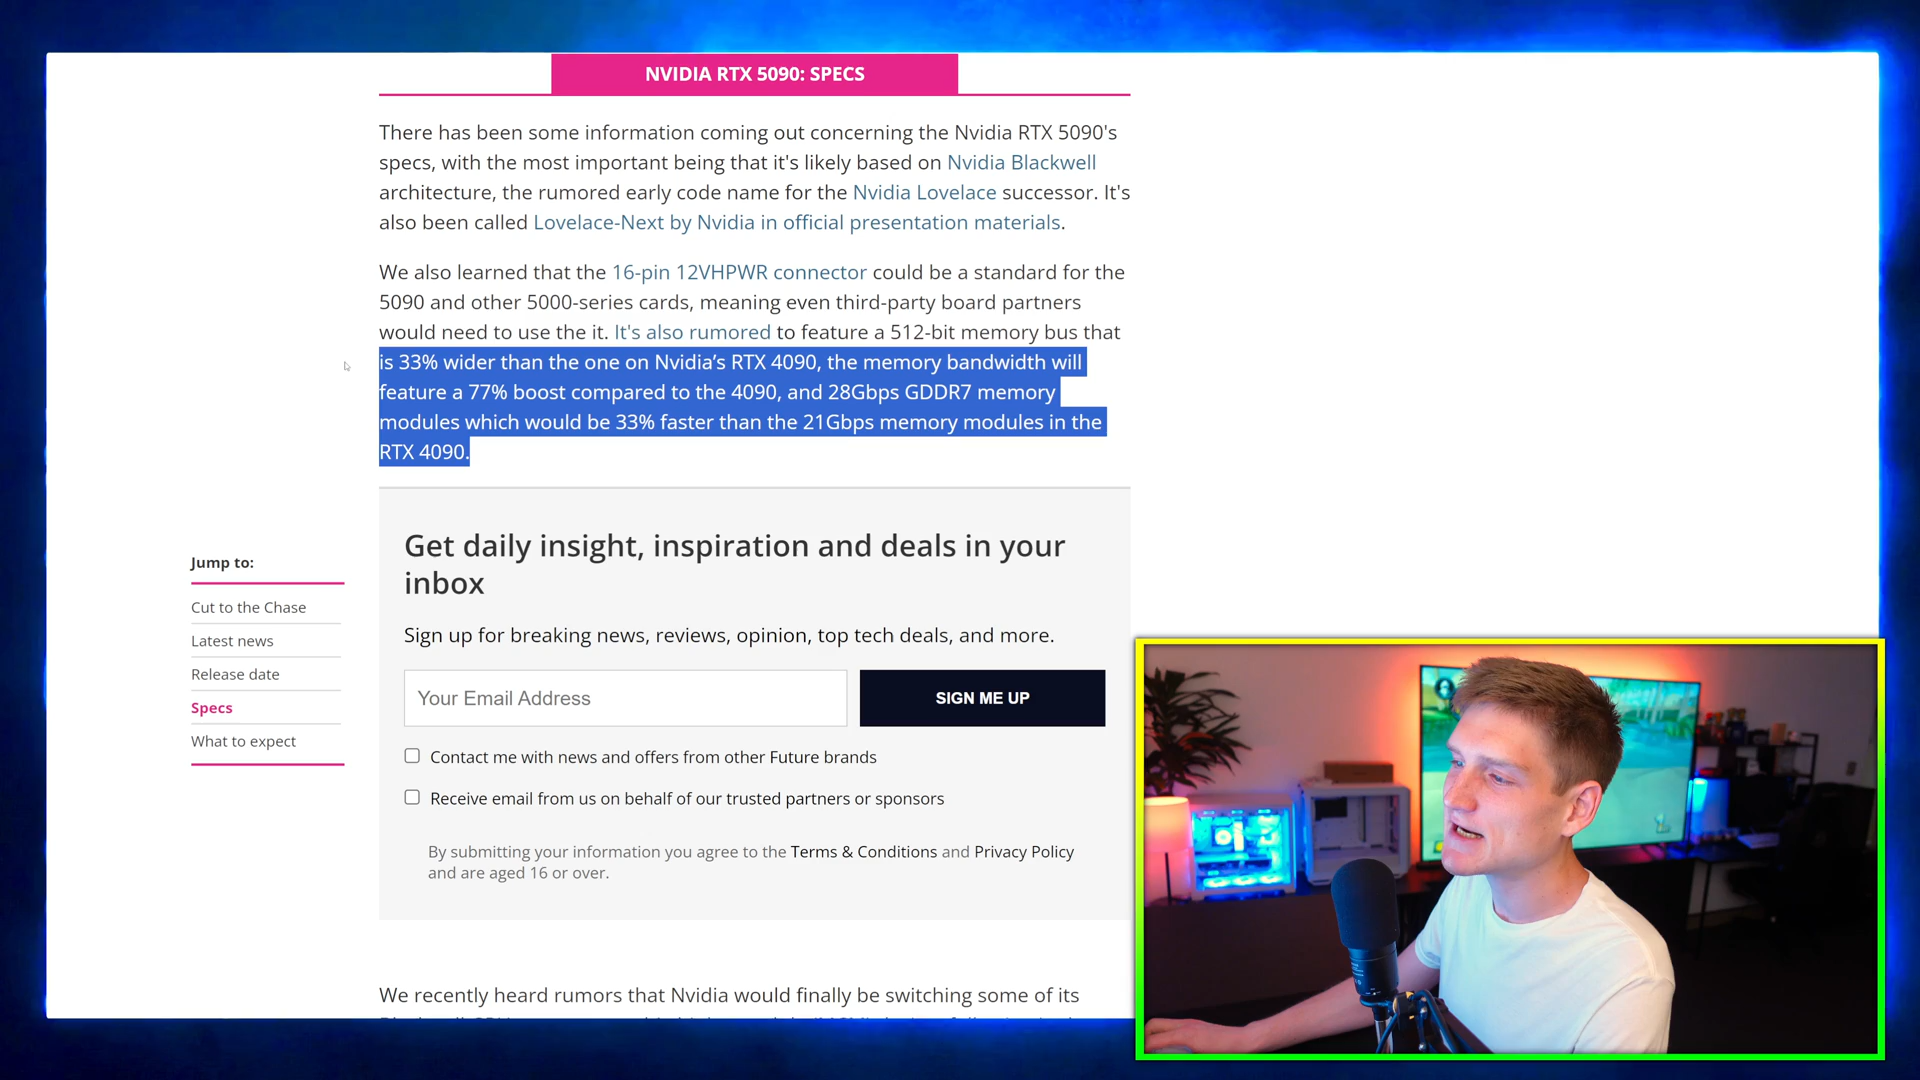 NVIDIA RTX 5090: SPECS
There has been some information coming out concerning the Nvidia RTX 5090's
specs, with the most important being that it's likely based on Nvidia Blackwell
architecture, the rumored early code name for the Nvidia Lovelace successor. It's
also been called Lovelace-Next by Nvidia in official presentation materials.
We also learned that the 16-pin 12VHPWR connector could be a standard for the
5090 and other 5000-series cards, meaning even third-party board partners
would need to use the it. It's also rumored to feature a 512-bit memory bus that
is 33% wider than the one on Nvidia’s RTX 4090, the memory bandwidth will
feature a 77% boost compared to the 4090, and 28Gbps GDDR7 memory
modules which would be 33% faster than the 21Gbps memory modules in the
RTX 4090.
Jump to:
Cut to the Chase
Latest news
Release date
Specs
What to expect
Get daily insight, inspiration and deals in your
inbox
Sign up for breaking news, reviews, opinion, top tech deals, and more.
Your Email Address
SIGN ME UP
Contact me with news and offers from other Future brands
Receive email from us on behalf of our trusted partners or sponsors
By submitting your information you agree to the Terms & Conditions and Privacy Policy
and are aged 16 or over.
We recently heard rumors that Nvidia would finally be switching some of its